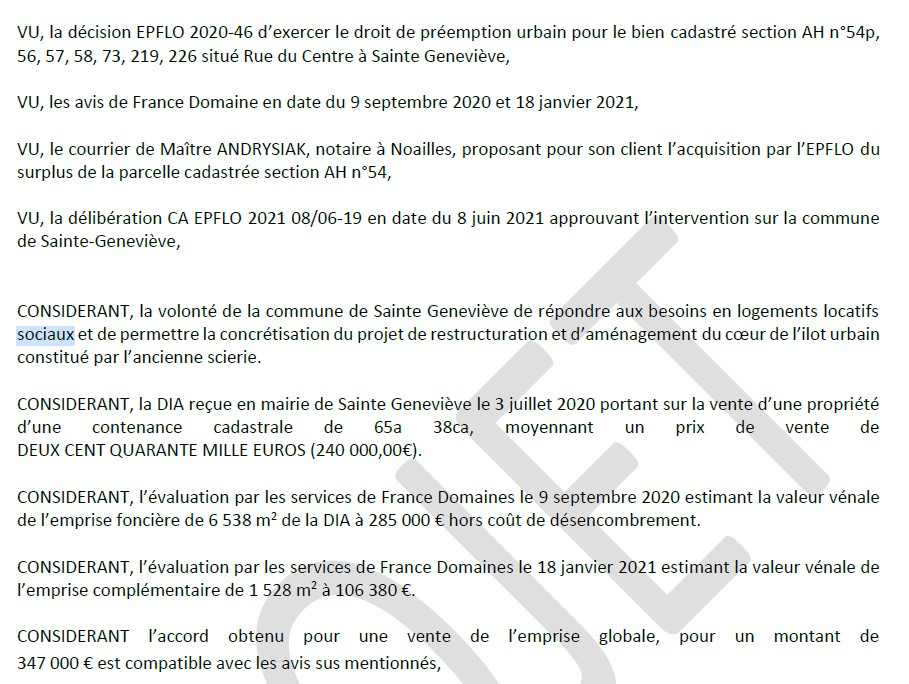 VU, la décision EPFLO 2020-46 d’exercer le droit de préemption urbain pour le bien cadastré section AH n°54p,
56, 57, 58, 73, 219, 226 situé Rue du Centre à Sainte Geneviève,
VU, les avis de France Domaine en date du 9 septembre 2020 et 18 janvier 2021,
VU, le courrier de Maître ANDRYSIAK, notaire à Noailles, proposant pour son client l’acquisition par l’EPFLO du
surplus de la parcelle cadastrée section AH n°54,
VU, la délibération CA EPFLO 2021 08/06-19 en date du 8 juin 2021 approuvant l’intervention sur la commune
de Sainte-Geneviève,
CONSIDERANT, la volonté de la commune de Sainte Geneviève de répondre aux besoins en logements locatifs
sociaux et de permettre la concrétisation du projet de restructuration et d’aménagement du cœur de l’ilot urbain
constitué par l’ancienne scierie.
CONSIDERANT, la DIA reçue en mairie de Sainte Geneviève le 3 juillet 2020 portant sur la vente d’une propriété
d’une contenance cadastrale de 65a 38ca, moyennant un prix de vente de
DEUX CENT QUARANTE MILLE EUROS (240 000,00€).
CONSIDERANT, l’évaluation par les services de France Domaines le 9 septembre 2020 estimant la valeur vénale
de l’emprise foncière de 6 538 m² de la DIA à 285 000 € hors coût de désencombrement.
CONSIDERANT, l’évaluation par les services de France Domaines le 18 janvier 2021 estimant la valeur vénale de
l’emprise complémentaire de 1 528 m² à 106 380 €.
CONSIDERANT l’accord obtenu pour une vente de l’emprise globale, pour un montant de
347 000 € est compatible avec les avis sus mentionnés,
OJET